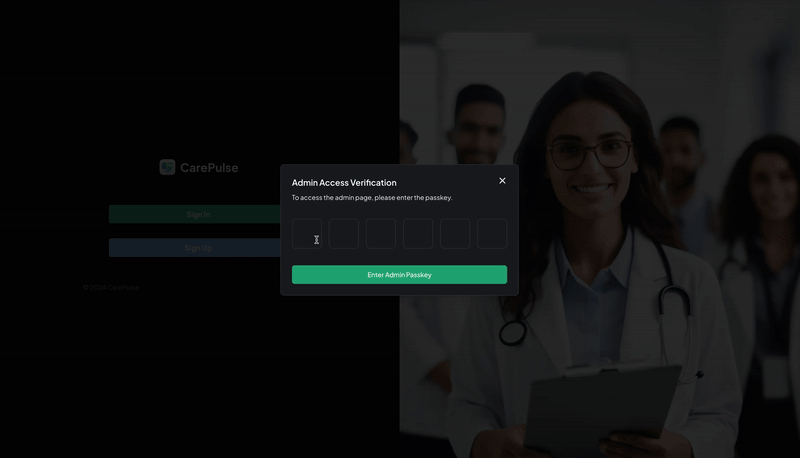 CarePulse
Admin Access Verification
To access the admin page, please enter the passkey.
Sign In
Sign Up
Enter Admin Passkey
CarePulse